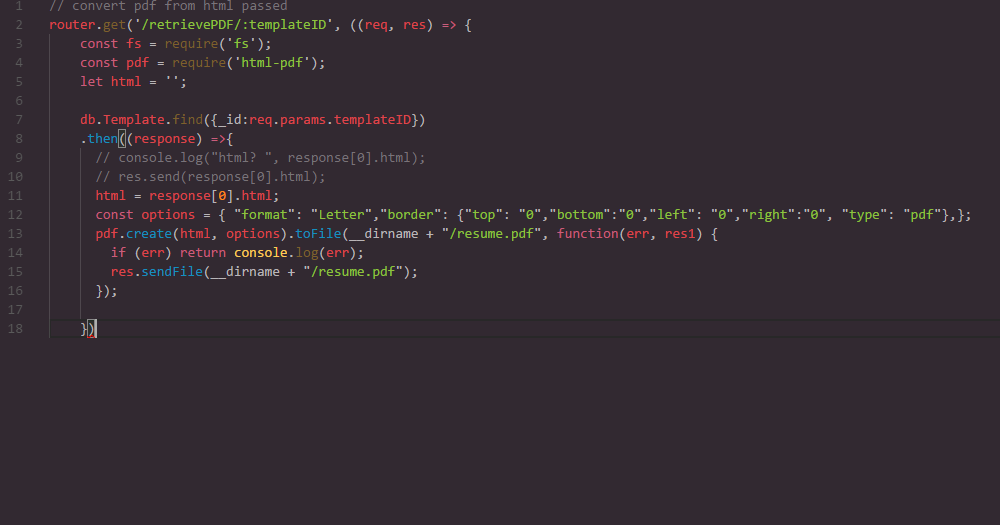 1 // convert pdf from html passed
2 router.get('/retrievePDF/:templateID', ((req, res) => {
3     const fs = require('fs');
4     const pdf = require('html-pdf');
5     let html = '';
6
7     db.Template.find({_id:req.params.templateID})
8     .then((response) =>{
9       // console.log("html? ", response[0].html);
10       // res.send(response[0].html);
11       html = response[0].html;
12       const options = { "format": "Letter","border": {"top": "0","bottom":"0","left": "0","right":"0", "type": "pdf"},};
13       pdf.create(html, options).toFile(__dirname + "/resume.pdf", function(err, res1) {
14         if (err) return console.log(err);
15         res.sendFile(__dirname + "/resume.pdf");
16       });
17
18     })